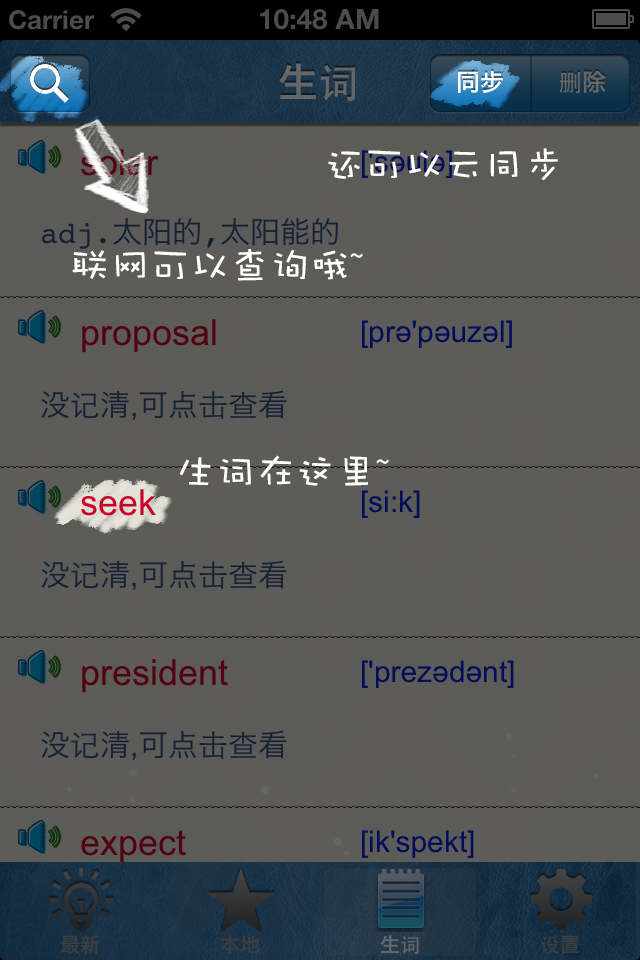 Carrier 10:48 AM
生词 同步 删除
solar ['səulə]
还可以云同步
adj.太阳的,太阳能的
联网可以查询哦~
proposal [prə'pəuzəl]
没记清,可点击查看
生词在这里~
seek [si:k]
没记清,可点击查看
president ['prezədənt]
没记清,可点击查看
expect [ik'spekt]
最新 本地 生词 设置